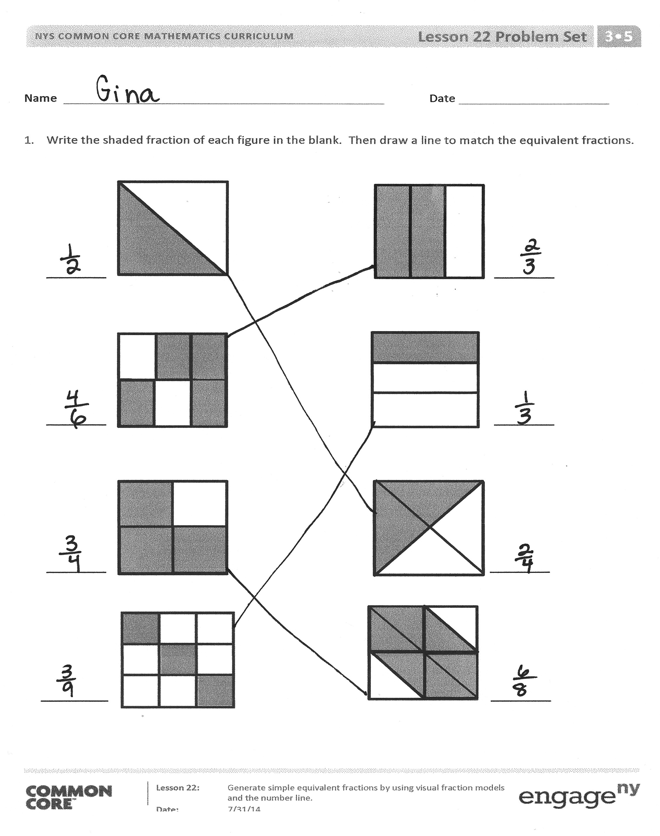 NYS COMMON CORE MATHEMATICS CURRICULUM
Lesson 22 Problem Set
3•5
Name Gina
Date
1. Write the shaded fraction of each figure in the blank. Then draw a line to match the equivalent fractions.
1/2
2/3
4/6
1/3
3/4
2/4
3/9
6/8
COMMON CORE™
Lesson 22:
Generate simple equivalent fractions by using visual fraction models
and the number line.
Date:
7/31/14
engage ny